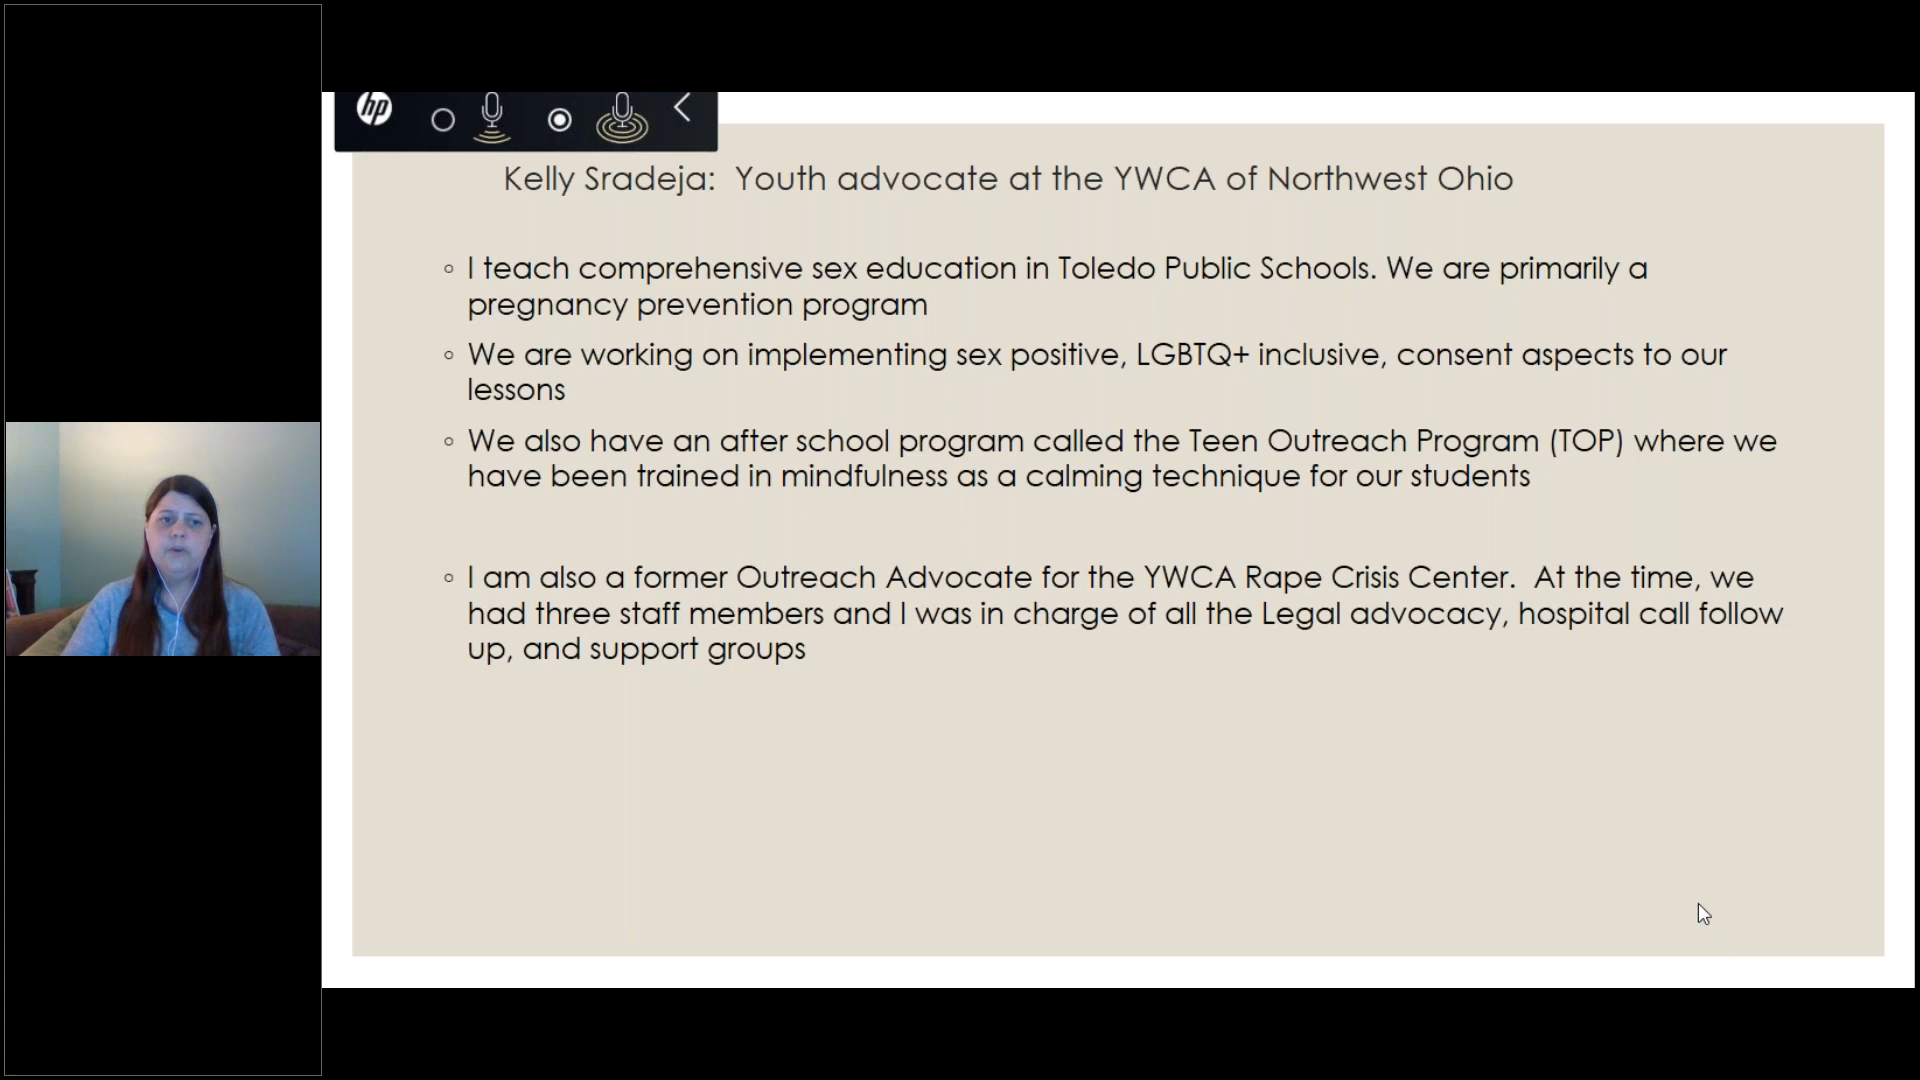 hp
Kelly Sradeja:  Youth advocate at the YWCA of Northwest Ohio
◦ I teach comprehensive sex education in Toledo Public Schools. We are primarily a
pregnancy prevention program
◦ We are working on implementing sex positive, LGBTQ+ inclusive, consent aspects to our
lessons
◦ We also have an after school program called the Teen Outreach Program (TOP) where we
have been trained in mindfulness as a calming technique for our students
◦ I am also a former Outreach Advocate for the YWCA Rape Crisis Center.  At the time, we
had three staff members and I was in charge of all the Legal advocacy, hospital call follow
up, and support groups